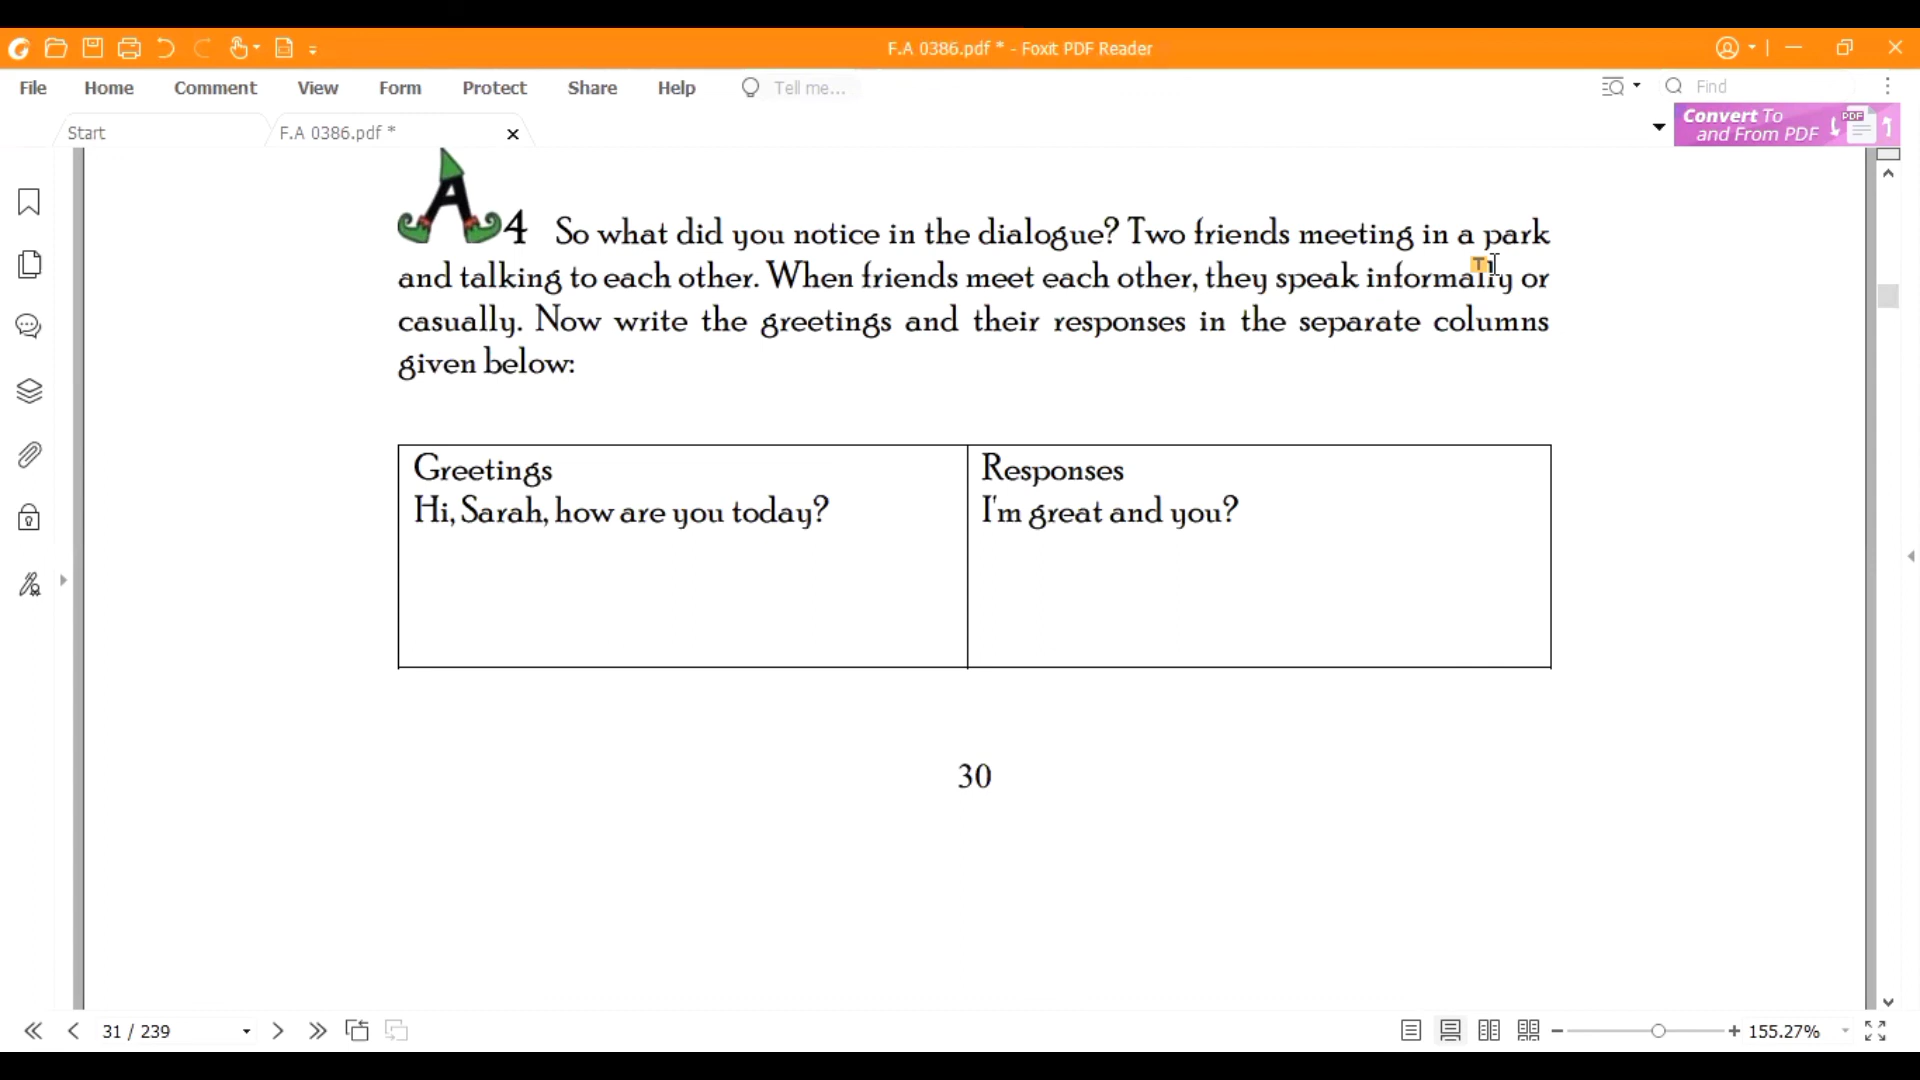 F.A 0386.pdf * - Foxit PDF Reader
File Home Comment View Form Protect Share Help Tell me... Find
Start F.A 0386.pdf * Convert To and From PDF PDF
A4 So what did you notice in the dialogue? Two friends meeting in a park
and talking to each other. When friends meet each other, they speak informally or
casually. Now write the greetings and their responses in the separate columns
given below:
Greetings
Hi, Sarah, how are you today?
Responses
I'm great and you?
30
31 / 239 155.27%